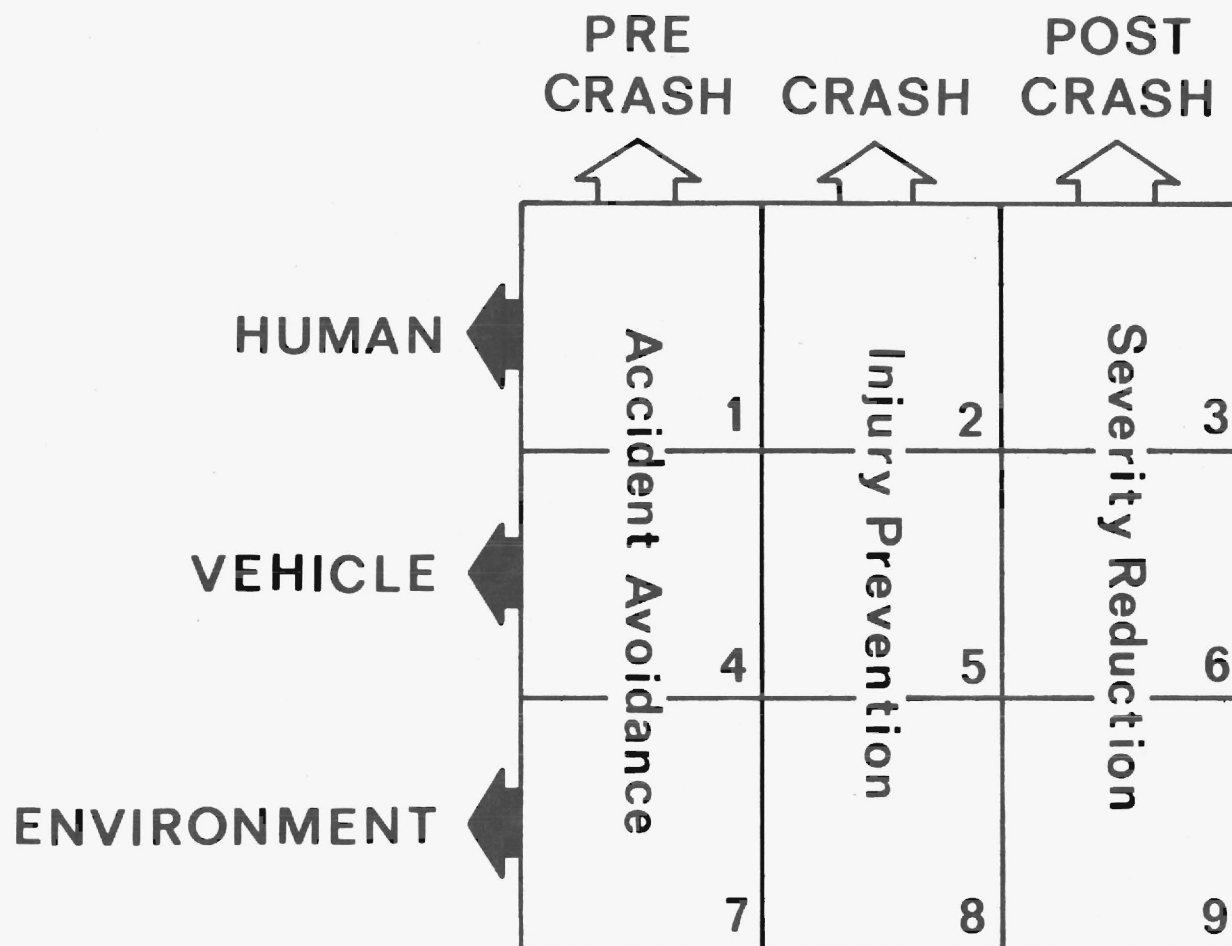 PRE
CRASH
CRASH
POST
CRASH
HUMAN
VEHICLE
ENVIRONMENT
Accident Avoidance
Injury Prevention
Severity Reduction
1
2
3
4
5
6
7
8
9